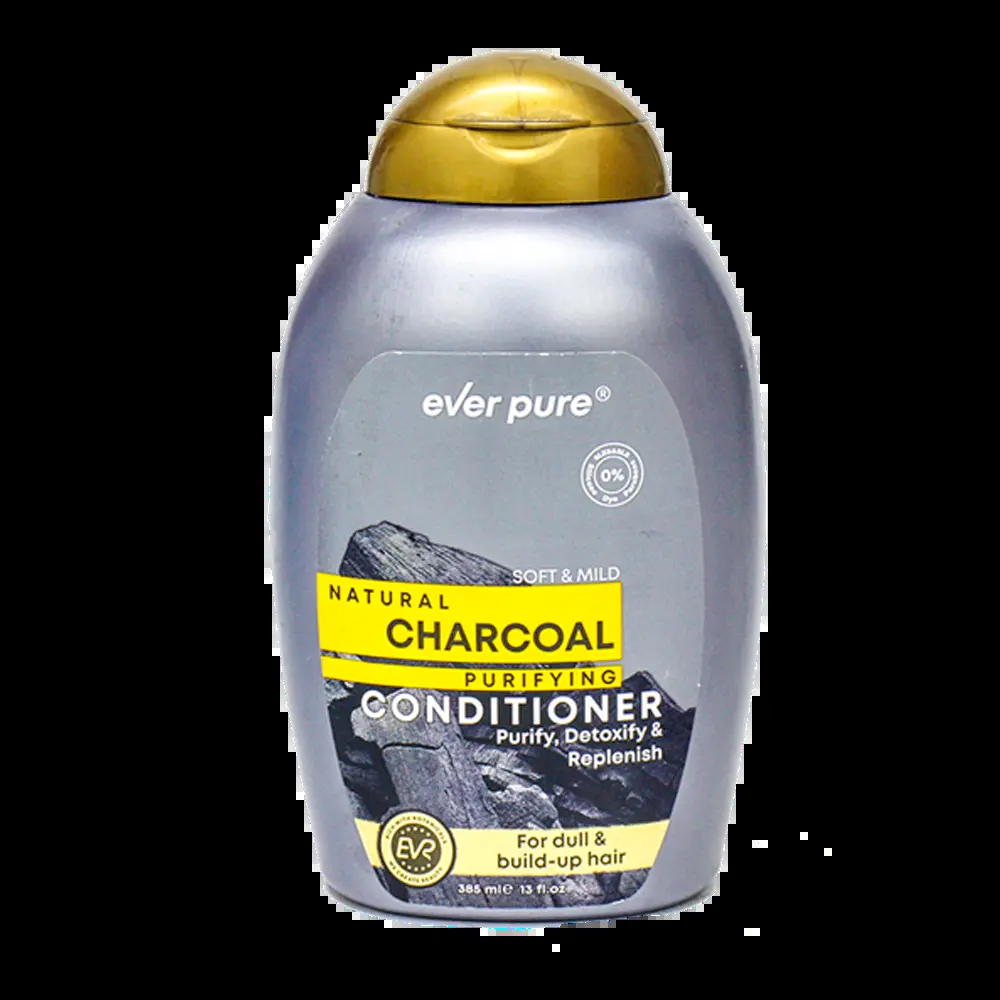 ever pure®
0%
SOFT & MILD
NATURAL
CHARCOAL
PURIFYING
CONDITIONER
Purify, Detoxify &
Replenish
EVR
For dull &
build-up hair
385 ml℮ 13 fl.oz